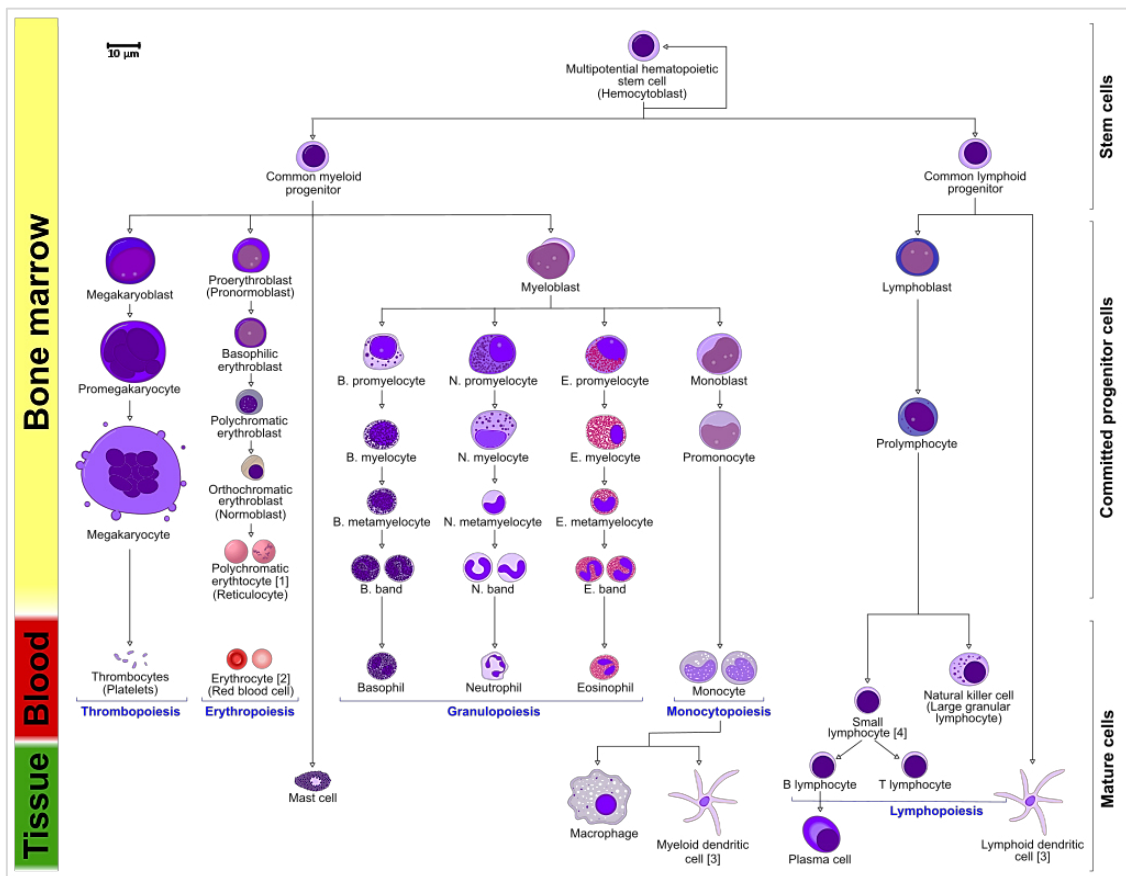 10 µm
Multipotential hematopoietic
stem cell
(Hemocytoblast)
Common myeloid
progenitor
Common lymphoid
progenitor
Stem cells
Bone marrow
Megakaryoblast
Proerythroblast
(Pronormoblast)
Myeloblast
Lymphoblast
Basophilic
erythroblast
Promegakaryocyte
B. promyelocyte
N. promyelocyte
E. promyelocyte
Monoblast
Polychromatic
erythroblast
B. myelocyte
N. myelocyte
E. myelocyte
Promonocyte
Prolymphocyte
Committed progenitor cells
Orthochromatic
erythroblast
(Normoblast)
Megakaryocyte
B. metamyelocyte
N. metamyelocyte
E. metamyelocyte
Polychromatic
erythtocyte [1]
(Reticulocyte)
B. band
N. band
E. band
Blood
Thrombocytes
(Platelets)
Erythrocyte [2]
(Red blood cell)
Basophil
Neutrophil
Eosinophil
Monocyte
Natural killer cell
(Large granular
lymphocyte)
Thrombopoiesis
Erythropoiesis
Granulopoiesis
Monocytopoiesis
Small
lymphocyte [4]
Mature cells
Tissue
Mast cell
Macrophage
Myeloid dendritic
cell [3]
B lymphocyte
T lymphocyte
Lymphopoiesis
Plasma cell
Lymphoid dendritic
cell [3]